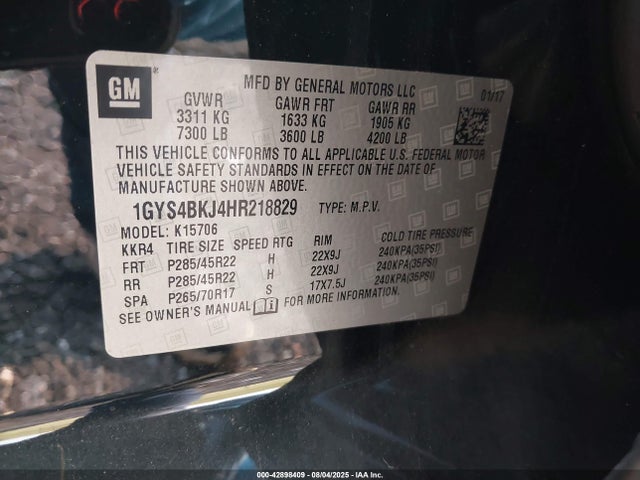 GM
MFD BY GENERAL MOTORS LLC
01/17
GVWR GAWR FRT GAWR RR
3311 KG 1633 KG 1905 KG
7300 LB 3600 LB 4200 LB
THIS VEHICLE CONFORMS TO ALL APPLICABLE U.S. FEDERAL MOTOR
VEHICLE SAFETY STANDARDS IN EFFECT ON THE DATE OF
MANUFACTURE SHOWN ABOVE.
1GYS4BKJ4HR218829 TYPE: M.P.V.
MODEL: K15706
KKR4 TIRE SIZE SPEED RTG RIM COLD TIRE PRESSURE
FRT P285/45R22 H 22X9J 240KPA(35PSI)
RR P285/45R22 H 22X9J 240KPA(35PSI)
SPA P265/70R17 S 17X7.5J 240KPA(35PSI)
SEE OWNER'S MANUAL FOR MORE INFORMATION.
000-42898409 - 08/04/2025 - IAA Inc.